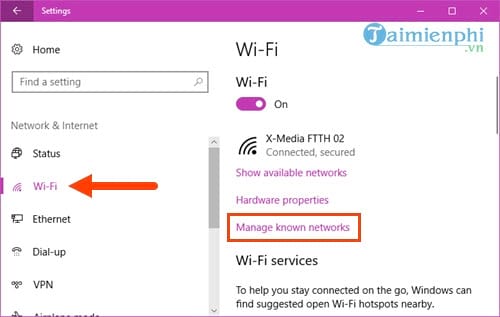 Settings
Taimienphi
.vn
Home
Find a setting
Network & Internet
Status
Wi-Fi
Ethernet
Dial-up
VPN
Airplane mode
Wi-Fi
Wi-Fi
On
X-Media FTTH 02
Connected, secured
Show available networks
Hardware properties
Manage known networks
Wi-Fi services
To help you stay connected on the go, Windows can
find suggested open Wi-Fi hotspots nearby.